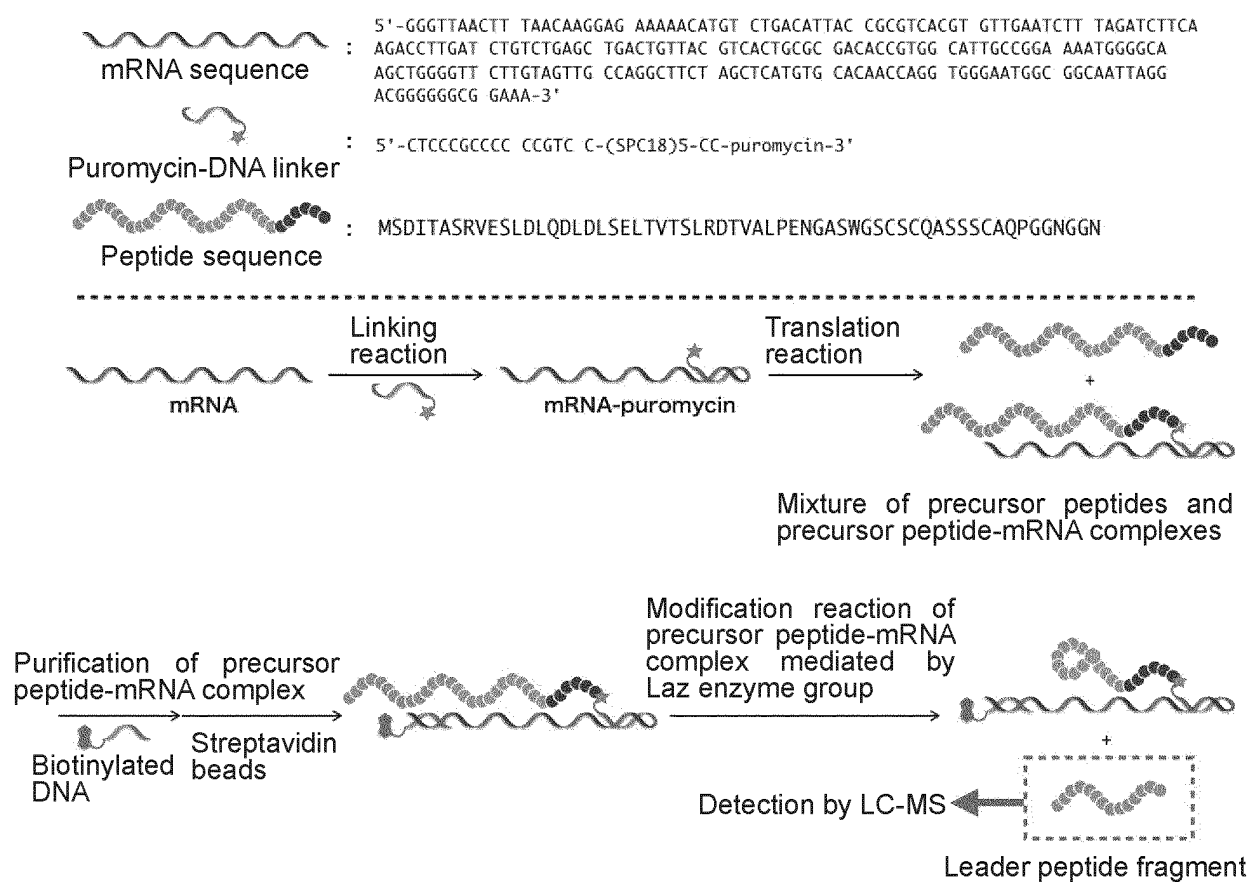 mRNA sequence
:
5'-GGGTTAACTT TAACAAGGAG AAAAACATGT CTGACATTAC CGCGTCACGT GTTGAATCTT TAGATCTTCA
AGACCTTGAT CTGTCTGAGC TGACTGTTAC GTCACTGCGC GACACCGTGG CATTGCCGGA AAATGGGGCA
AGCTGGGGTT CTTGTAGTTG CCAGGCTTCT AGCTCATGTG CACAACCAGG TGGGAATGGC GGCAATTAGG
ACGGGGGGCG GAAA-3'
Puromycin-DNA linker
:
5'-CTCCCGCCCC CCGTC C-(SPC18)5-CC-puromycin-3'
Peptide sequence
:
MSDITASRVESLDLQDLDLSELTVTSLRDTVALPENGASWGSCSCQASSSCAQPGGNGGN
mRNA
Linking
reaction
mRNA-puromycin
Translation
reaction
+
Mixture of precursor peptides and
precursor peptide-mRNA complexes
Purification of precursor
peptide-mRNA complex
Biotinylated
DNA
Streptavidin
beads
Modification reaction of
precursor peptide-mRNA
complex mediated by
Laz enzyme group
+
Detection by LC-MS
Leader peptide fragment